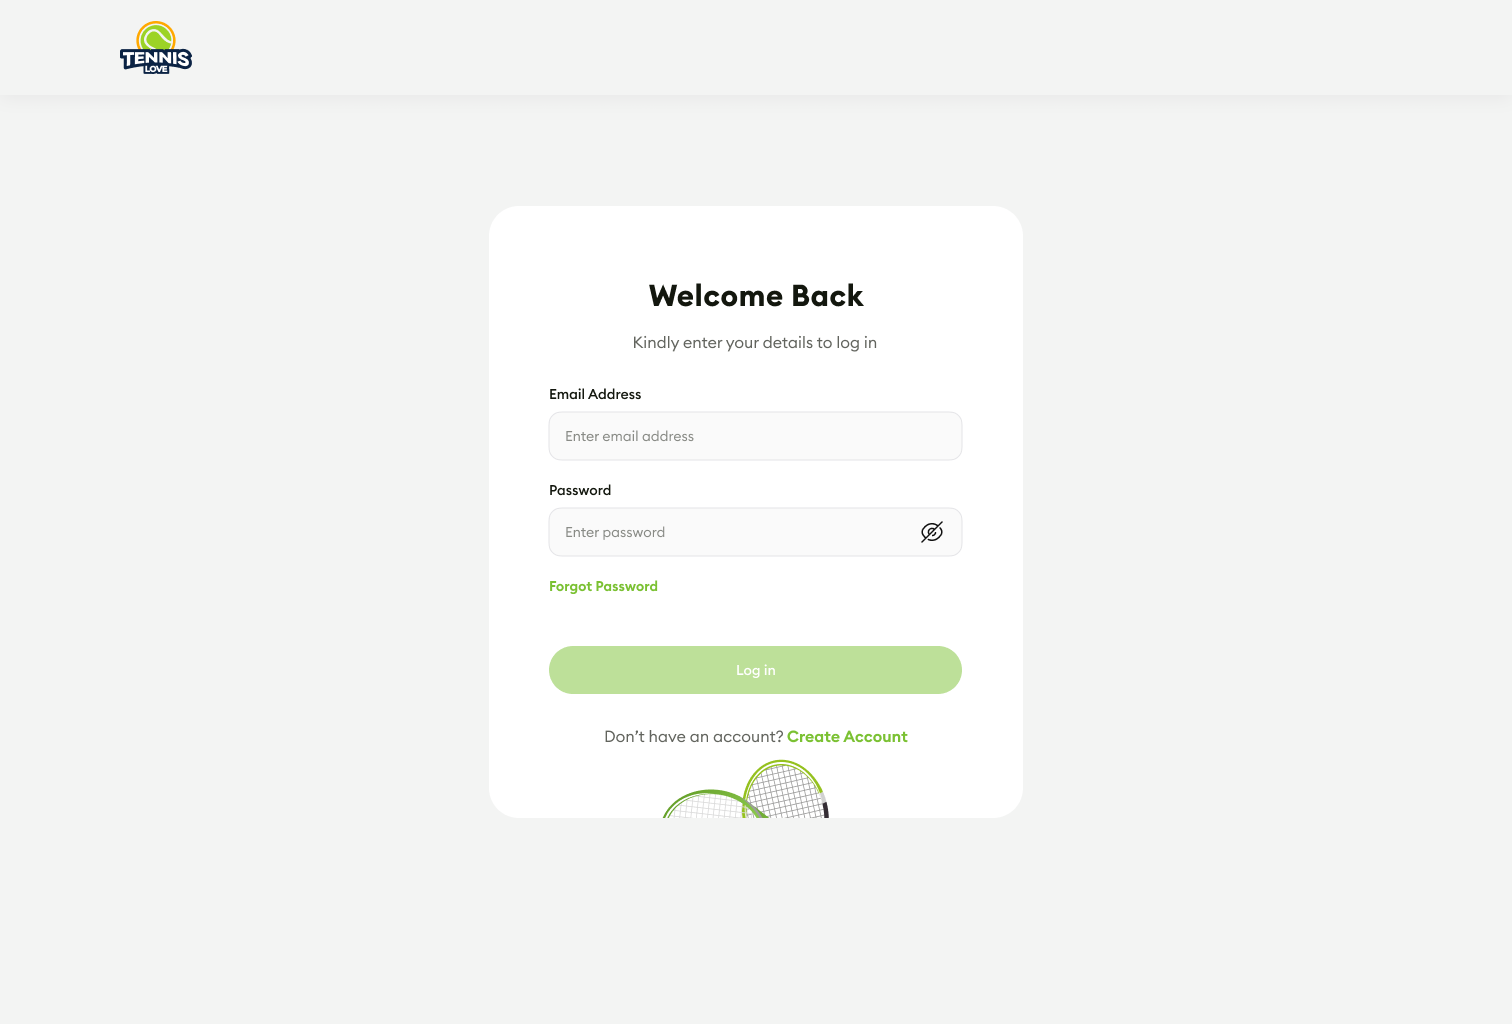 TENNIS
LOVE
Welcome Back
Kindly enter your details to log in
Email Address
Enter email address
Password
Enter password
Forgot Password
Log in
Don’t have an account? Create Account